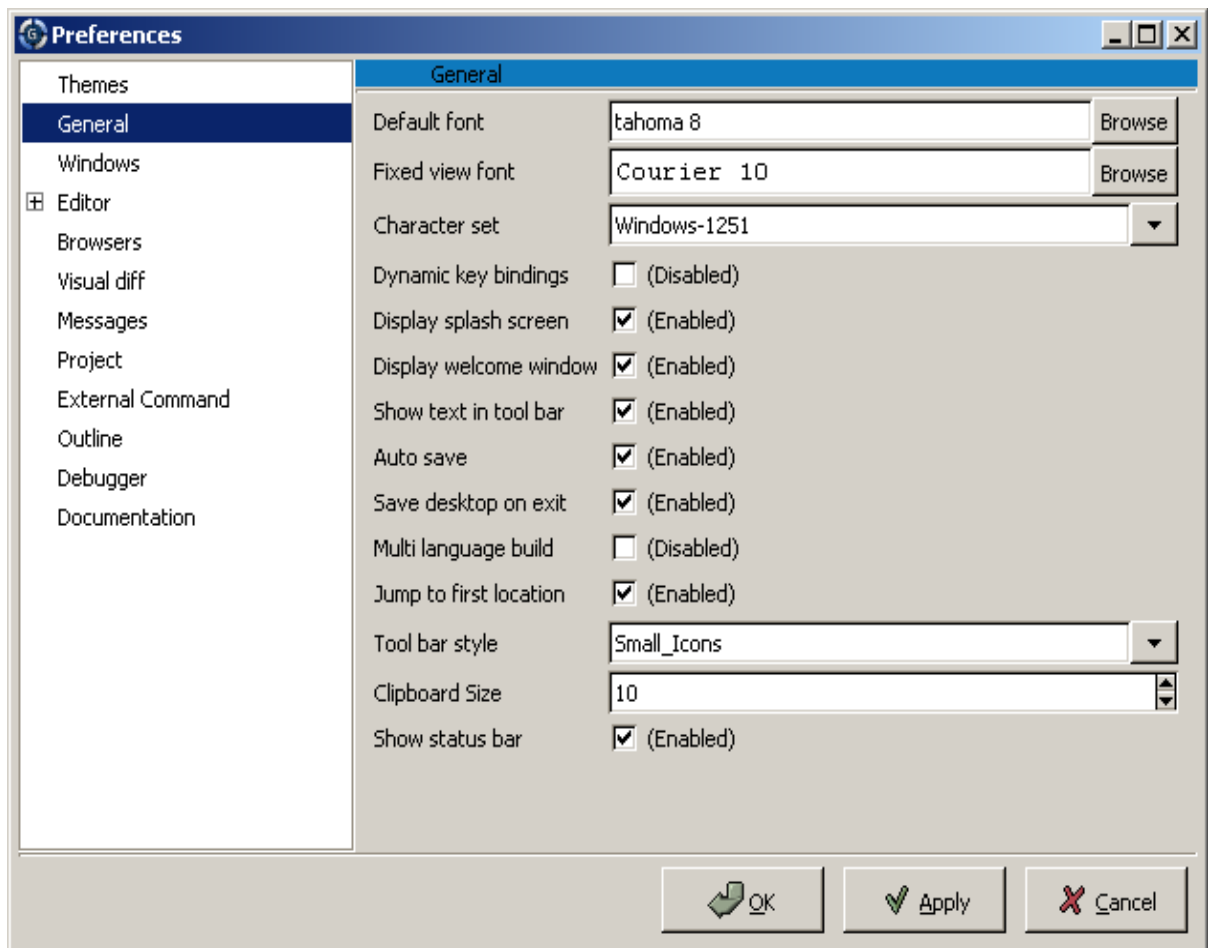 Preferences
Themes
General
Windows
Editor
Browsers
Visual diff
Messages
Project
External Command
Outline
Debugger
Documentation
General
Default font tahoma 8 Browse
Fixed view font Courier 10 Browse
Character set Windows-1251
Dynamic key bindings (Disabled)
Display splash screen (Enabled)
Display welcome window (Enabled)
Show text in tool bar (Enabled)
Auto save (Enabled)
Save desktop on exit (Enabled)
Multi language build (Disabled)
Jump to first location (Enabled)
Tool bar style Small_Icons
Clipboard Size 10
Show status bar (Enabled)
OK Apply Cancel